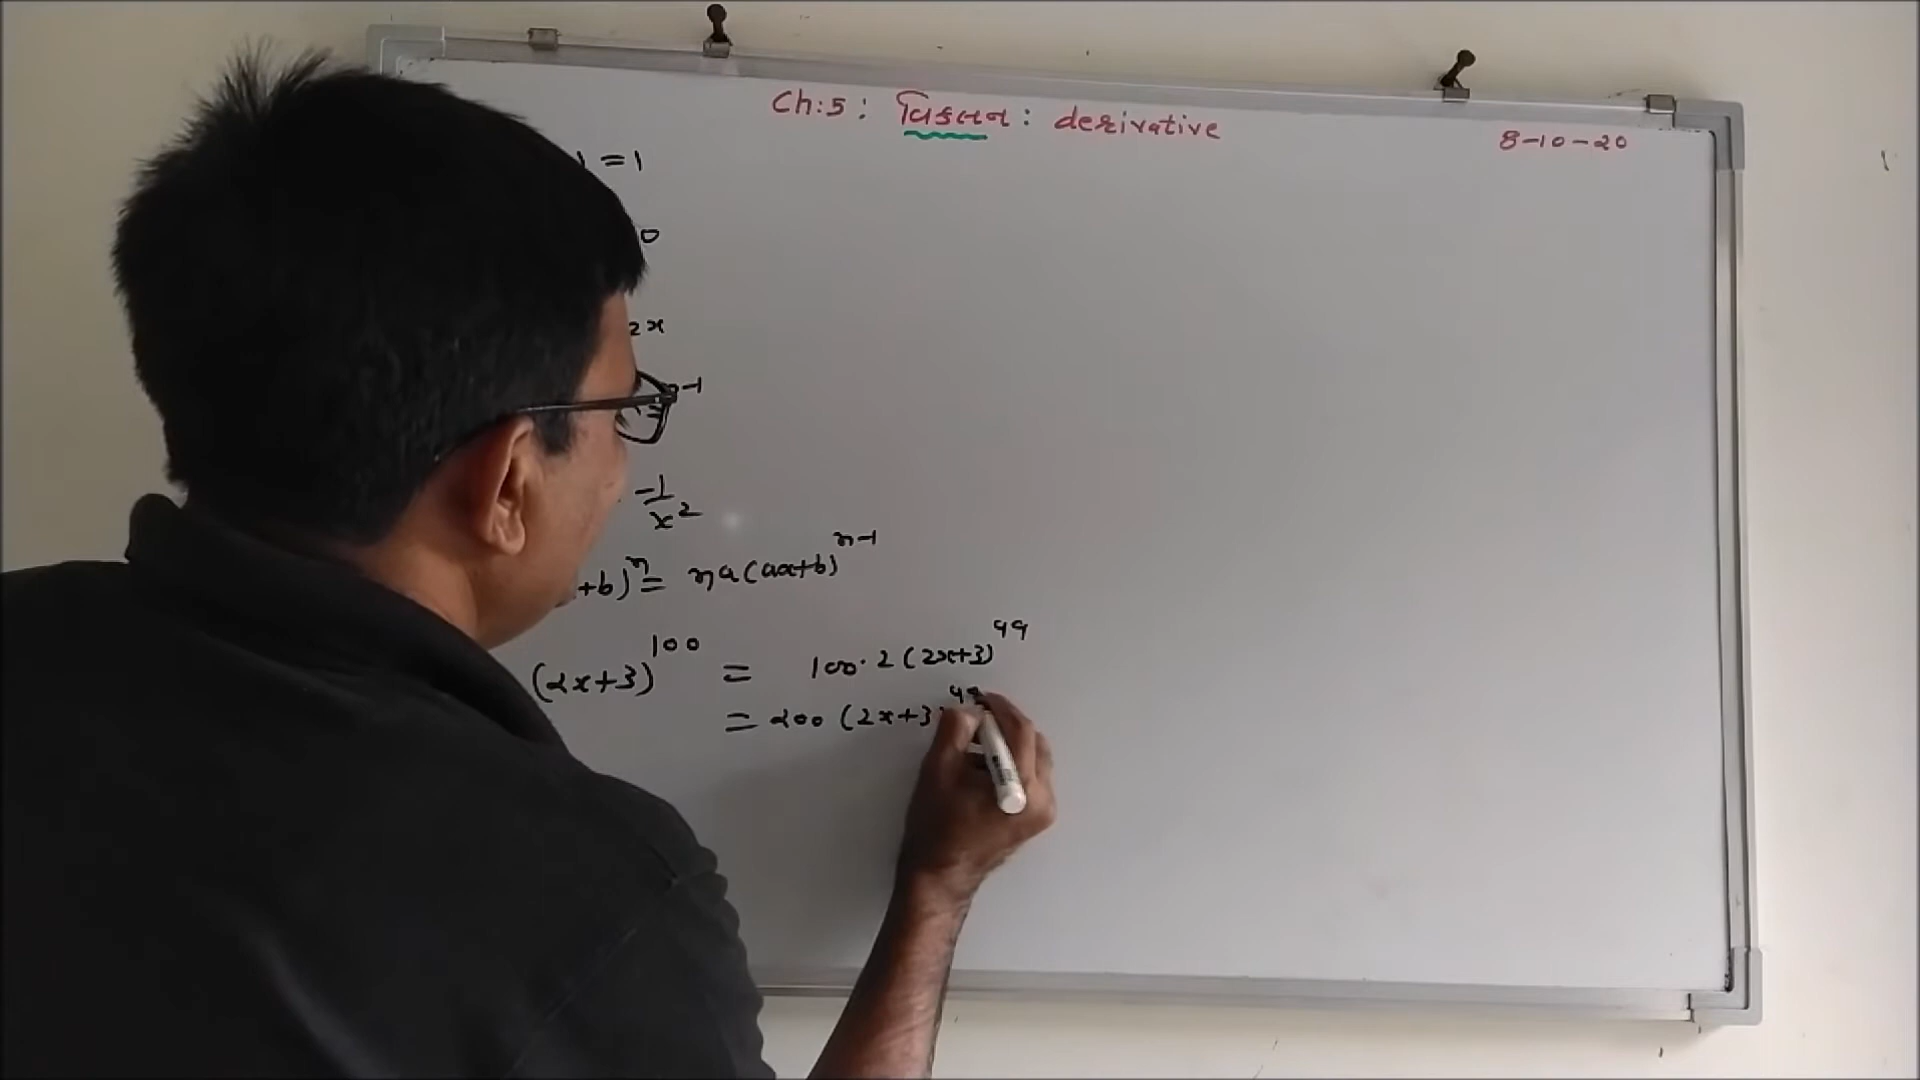 Ch:5: વિકલન: derivative
8-10-20
1 = 1
0
2x
n-1
-1/x²
+b)ⁿ = na(ax+b)ⁿ⁻¹
(2x+3)¹⁰⁰ = 100·2(2x+3)⁹⁹
= 200(2x+3)⁹⁹